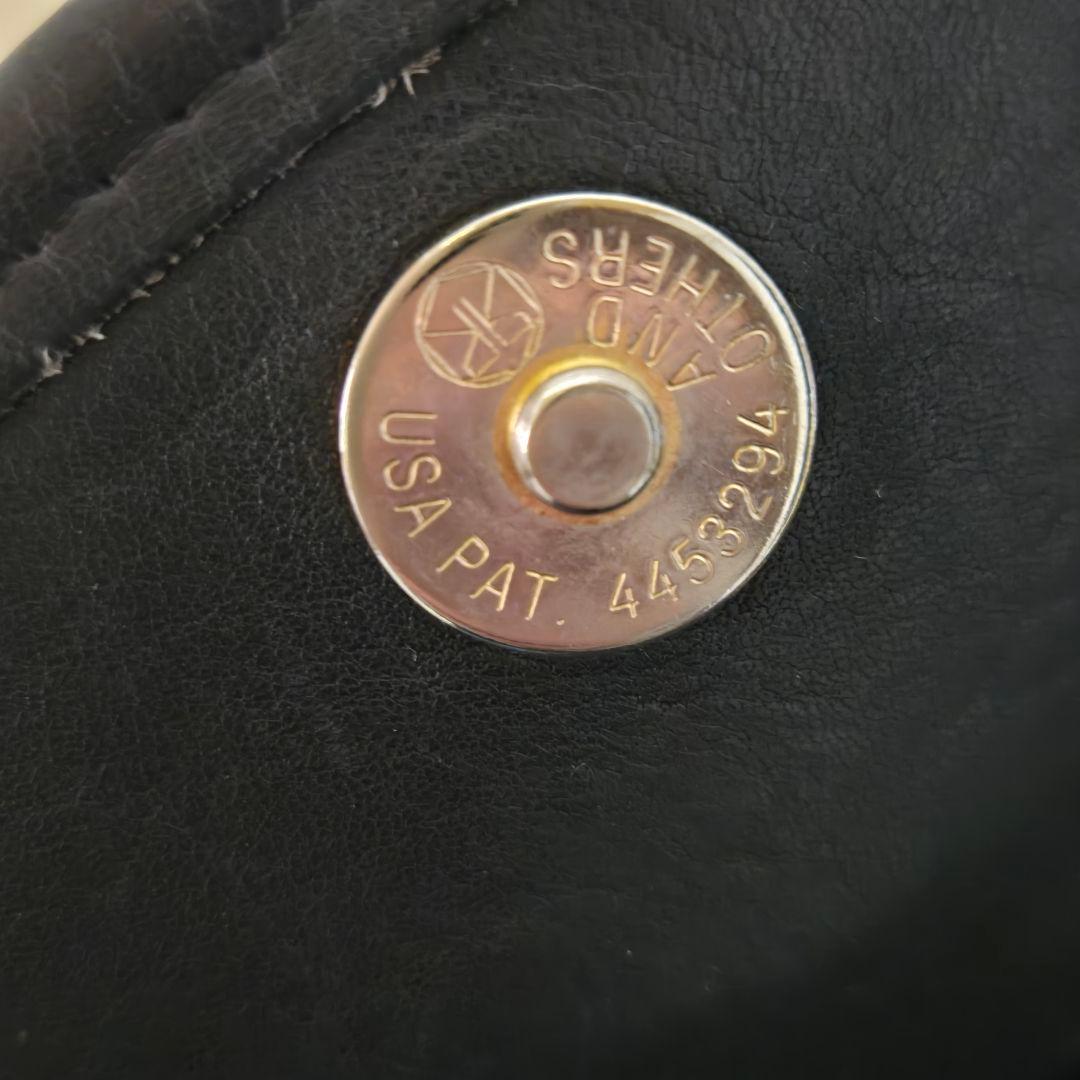 USA PAT. 4453294
AND
OTHERS